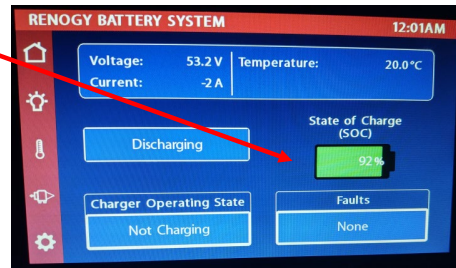 RENOGY BATTERY SYSTEM
12:01AM
Voltage: 53.2 V Temperature: 20.0°C
Current: -2 A
State of Charge
(SOC)
Discharging
92%
Charger Operating State
Faults
Not Charging
None